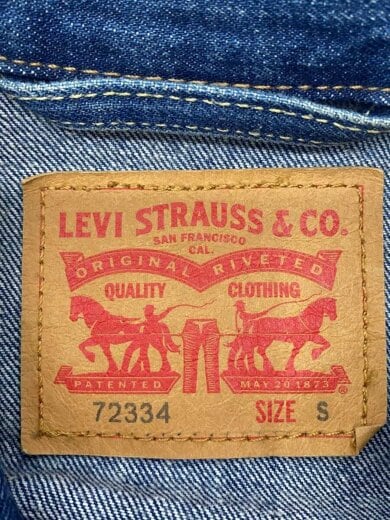 LEVI STRAUSS & CO.
SAN FRANCISCO
CAL.
ORIGINAL RIVETED
QUALITY CLOTHING
PATENTED MAY 20 1873 ®
72334 SIZE S